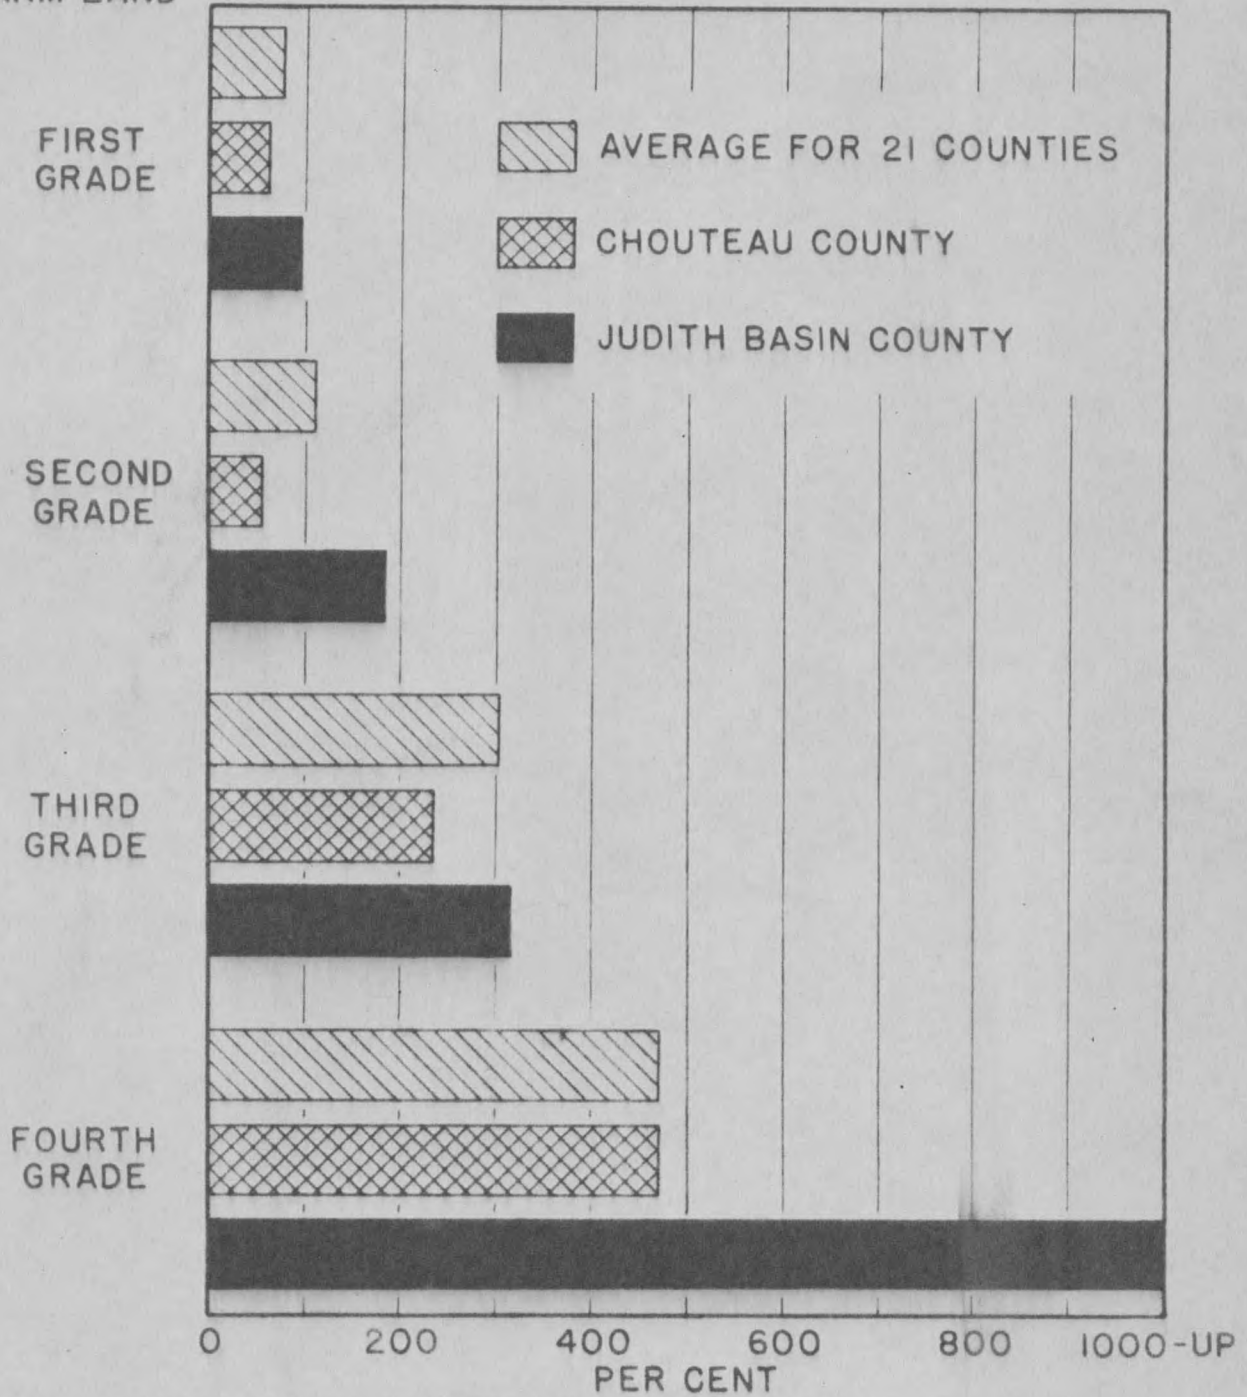 LAND
FIRST
GRADE
AVERAGE FOR 21 COUNTIES
CHOUTEAU COUNTY
JUDITH BASIN COUNTY
SECOND
GRADE
THIRD
GRADE
FOURTH
GRADE
0 200 400 600 800 1000-UP
PER CENT